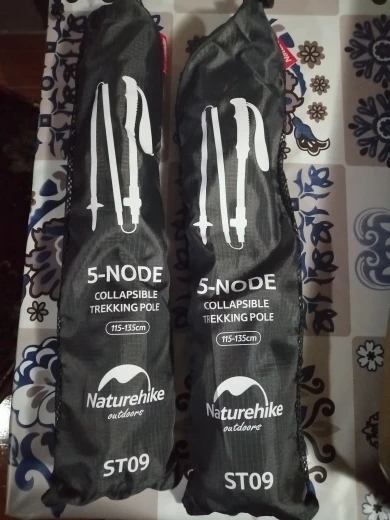 5-NODE
COLLAPSIBLE
TREKKING POLE
115-135cm
Naturehike
outdoors
ST09
5-NODE
COLLAPSIBLE
TREKKING POLE
115-135cm
Naturehike
outdoors
ST09